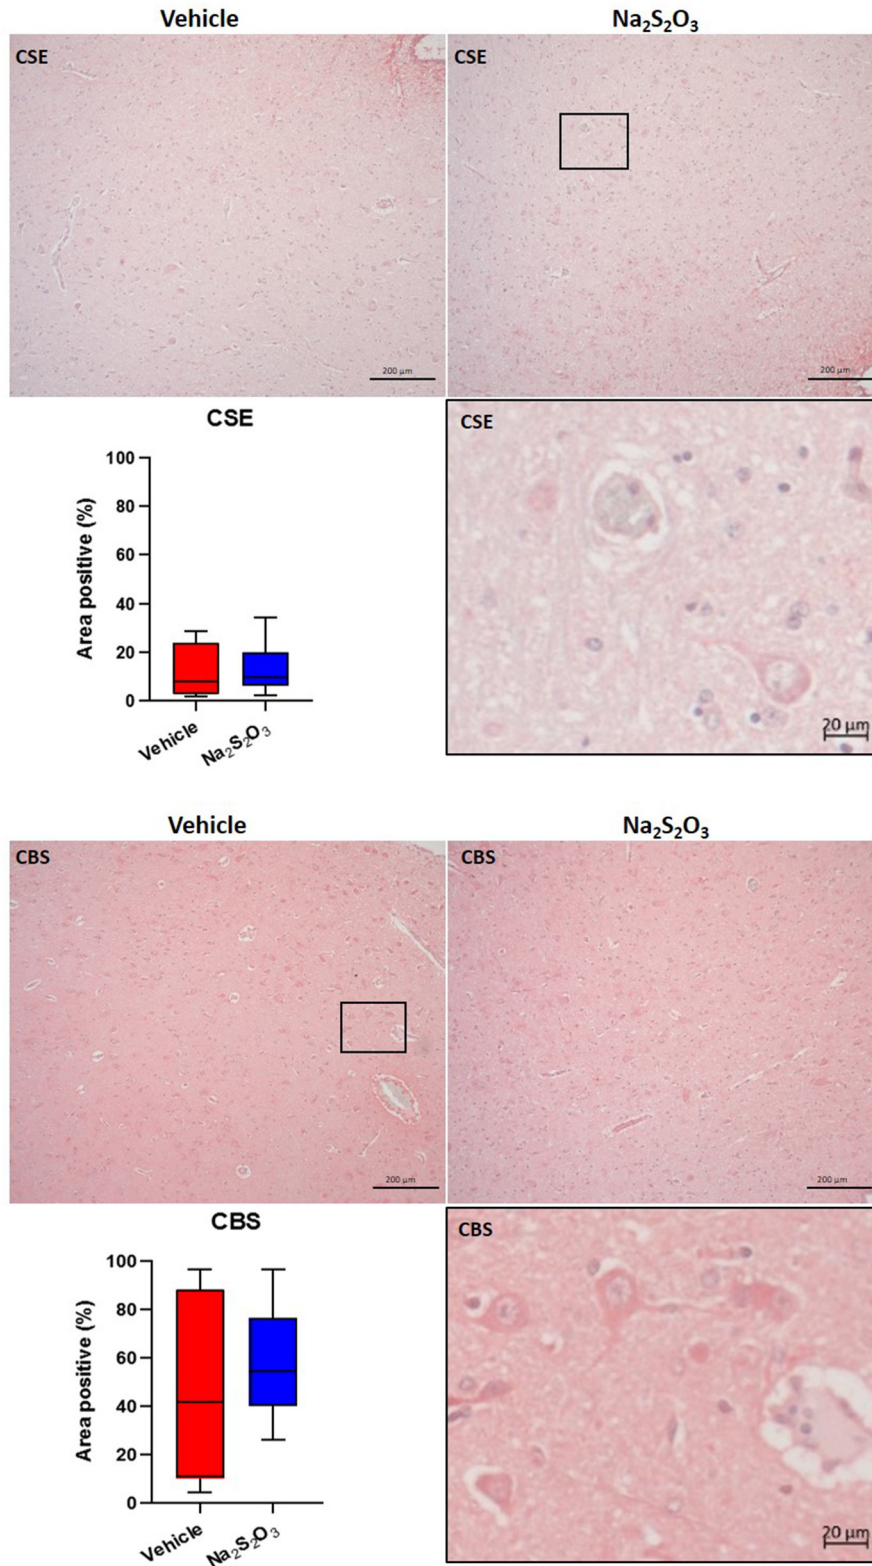 Vehicle
Na₂S₂O₃
CSE
CSE
200 µm
200 µm
CSE
Area positive (%)
100
80
60
40
20
0
Vehicle
Na₂S₂O₃
CSE
20 µm
Vehicle
Na₂S₂O₃
CBS
CBS
200 µm
200 µm
CBS
Area positive (%)
100
80
60
40
20
0
Vehicle
Na₂S₂O₃
CBS
20 µm